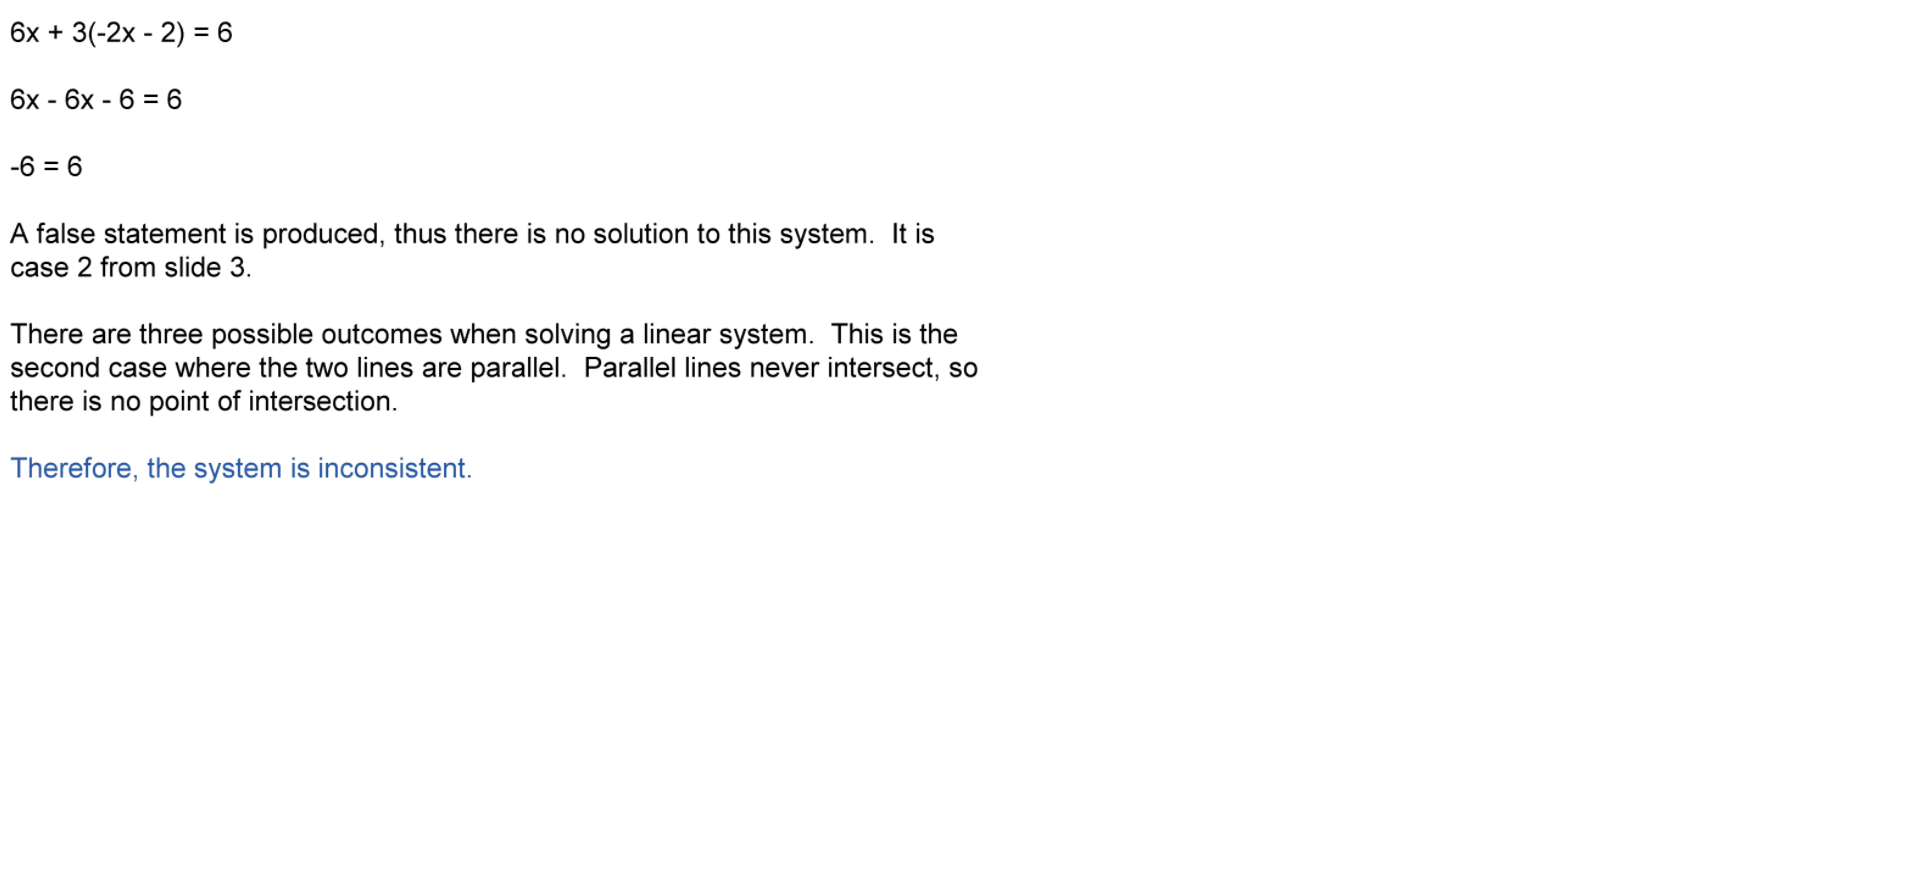 6x + 3(-2x - 2) = 6
6x - 6x - 6 = 6
-6 = 6
A false statement is produced, thus there is no solution to this system.  It is
case 2 from slide 3.
There are three possible outcomes when solving a linear system.  This is the
second case where the two lines are parallel.  Parallel lines never intersect, so
there is no point of intersection.
Therefore, the system is inconsistent.